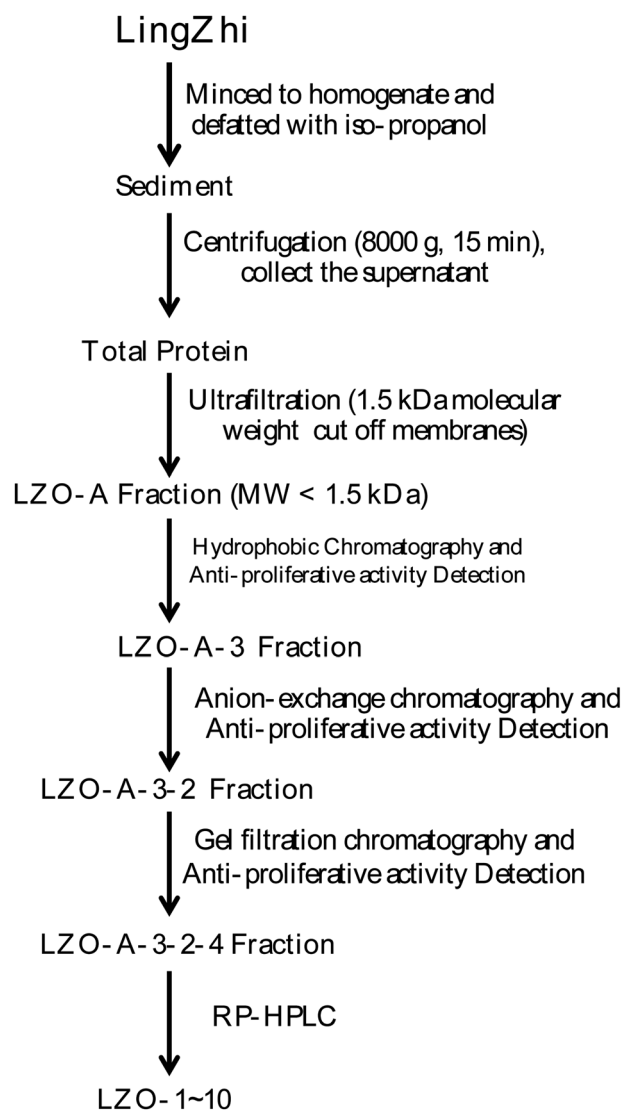 LingZhi
Minced to homogenate and
defatted with iso-propanol
Sediment
Centrifugation (8000 g, 15 min),
collect the supernatant
Total Protein
Ultrafiltration (1.5 kDa molecular
weight cut off membranes)
LZO-A Fraction (MW < 1.5 kDa)
Hydrophobic Chromatography and
Anti-proliferative activity Detection
LZO-A-3 Fraction
Anion-exchange chromatography and
Anti-proliferative activity Detection
LZO-A-3-2 Fraction
Gel filtration chromatography and
Anti-proliferative activity Detection
LZO-A-3-2-4 Fraction
RP-HPLC
LZO-1~10